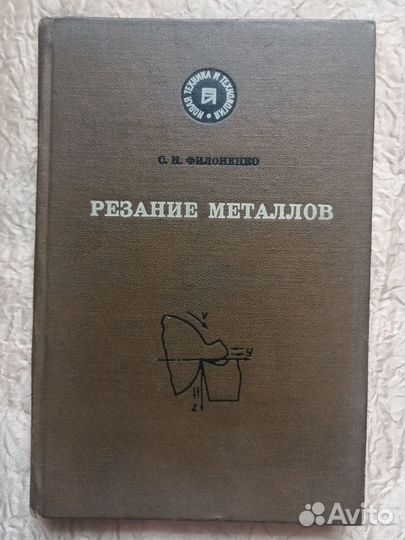 НОВАЯ ТЕХНИКА И ТЕХНОЛОГИЯ •
С. Н. ФИЛОНЕНКО
РЕЗАНИЕ МЕТАЛЛОВ
v
y
z
Avito